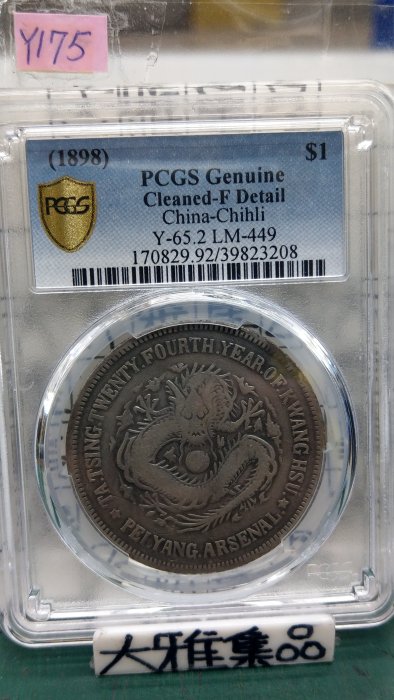 Y175
(1898) $1
PCGS Genuine
Cleaned-F Detail
China-Chihli
Y-65.2 LM-449
170829.92/39823208
PCGS
TA.TSING.TWENTY.FOURTH.YEAR.OF.KWANG.HSI
PEI YANG.ARSENAL
大雅集品